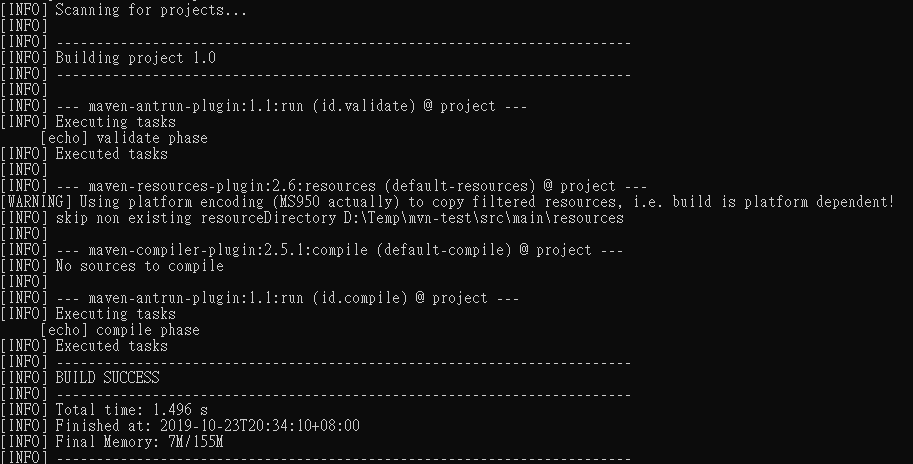 [INFO] Scanning for projects...
[INFO]
[INFO] ------------------------------------------------------------------------
[INFO] Building project 1.0
[INFO] ------------------------------------------------------------------------
[INFO]
[INFO] --- maven-antrun-plugin:1.1:run (id.validate) @ project ---
[INFO] Executing tasks
     [echo] validate phase
[INFO] Executed tasks
[INFO]
[INFO] --- maven-resources-plugin:2.6:resources (default-resources) @ project ---
[WARNING] Using platform encoding (MS950 actually) to copy filtered resources, i.e. build is platform dependent!
[INFO] skip non existing resourceDirectory D:\Temp\mvn-test\src\main\resources
[INFO]
[INFO] --- maven-compiler-plugin:2.5.1:compile (default-compile) @ project ---
[INFO] No sources to compile
[INFO]
[INFO] --- maven-antrun-plugin:1.1:run (id.compile) @ project ---
[INFO] Executing tasks
     [echo] compile phase
[INFO] Executed tasks
[INFO] ------------------------------------------------------------------------
[INFO] BUILD SUCCESS
[INFO] ------------------------------------------------------------------------
[INFO] Total time: 1.496 s
[INFO] Finished at: 2019-10-23T20:34:10+08:00
[INFO] Final Memory: 7M/155M
[INFO] ------------------------------------------------------------------------